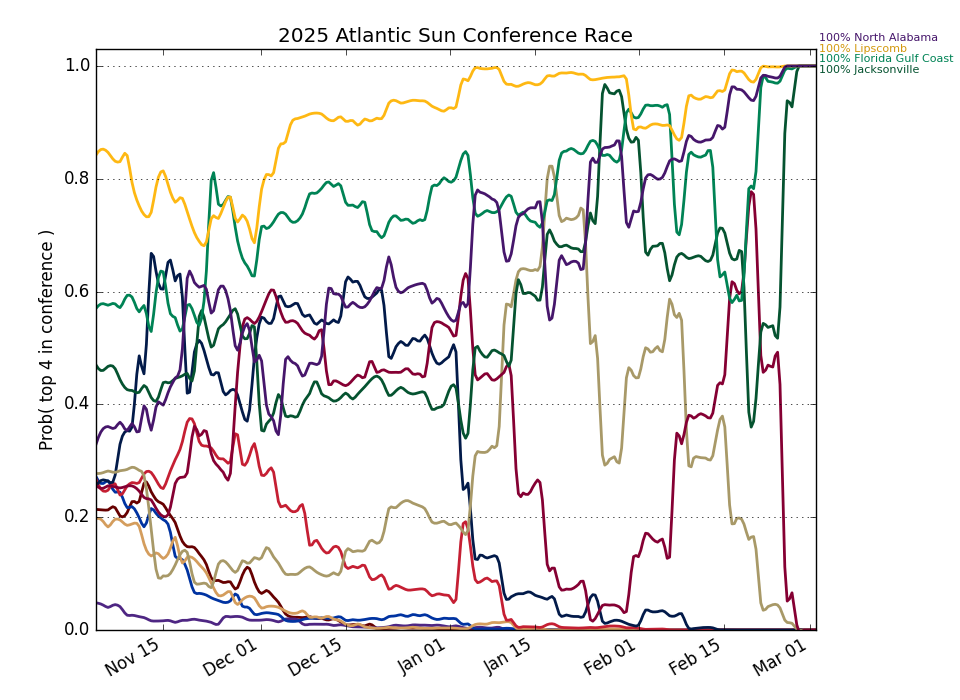 2025 Atlantic Sun Conference Race
100% North Alabama
100% Lipscomb
100% Florida Gulf Coast
100% Jacksonville
Prob( top 4 in conference )
1.0
0.8
0.6
0.4
0.2
0.0
Nov 15
Dec 01
Dec 15
Jan 01
Jan 15
Feb 01
Feb 15
Mar 01